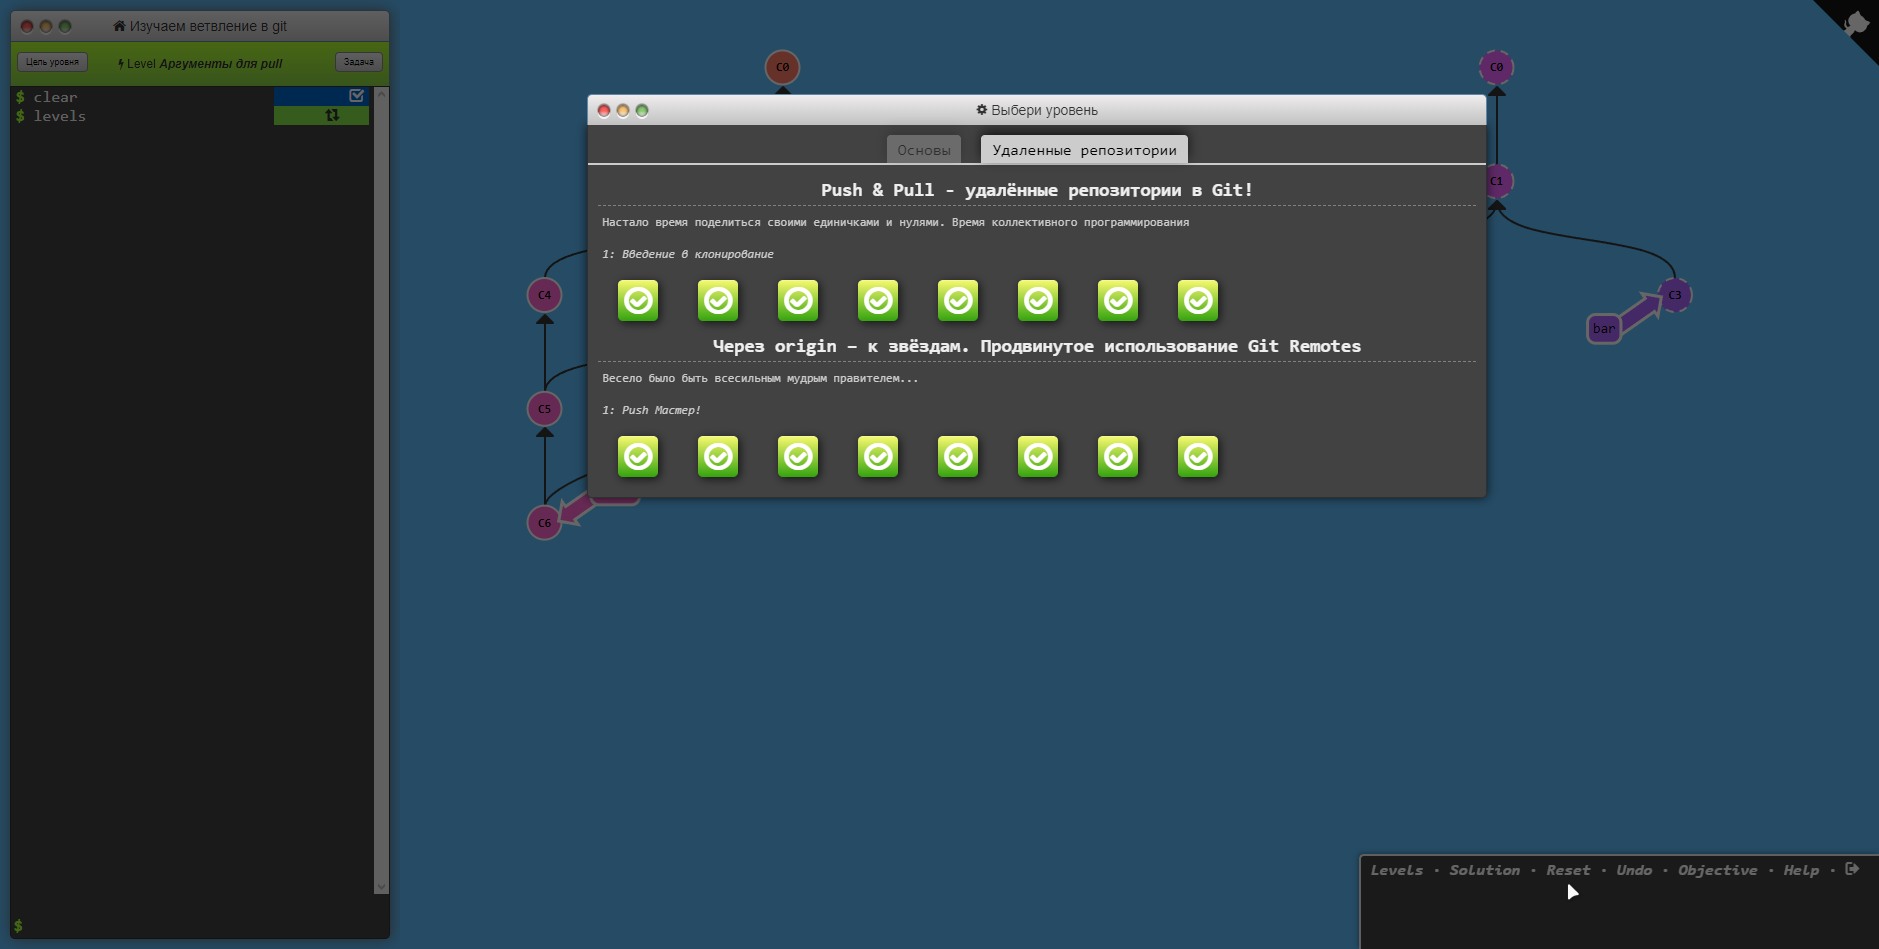 Изучаем ветвление в git
Цель уровня
Level Аргументы для pull
Задача
$ clear
$ levels
$
C0
C4
C5
C6
Выбери уровень
Основы
Удаленные репозитории
Push & Pull - удалённые репозитории в Git!
Настало время поделиться своими единичками и нулями. Время коллективного программирования
1: Введение в клонирование
Через origin – к звёздам. Продвинутое использование Git Remotes
Весело было быть всесильным мудрым правителем...
1: Push Мастер!
C0
C1
C3
bar
Levels · Solution · Reset · Undo · Objective · Help ·